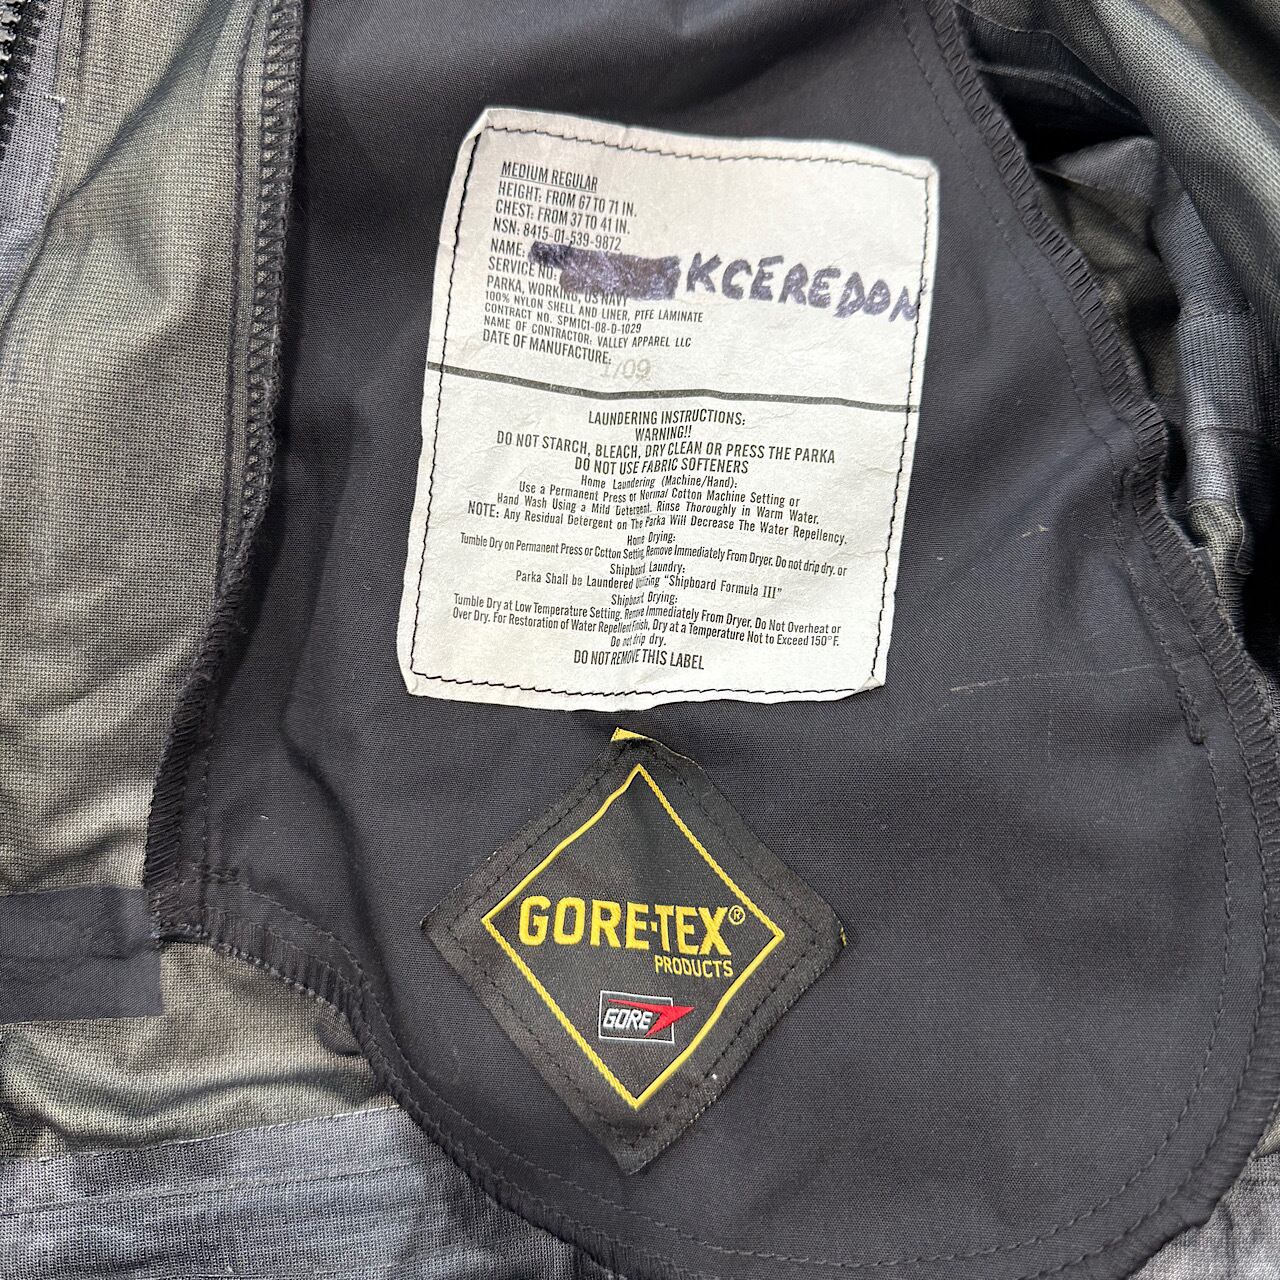 MEDIUM REGULAR
HEIGHT: FROM 67 TO 71 IN.
CHEST: FROM 37 TO 41 IN.
NSN: 8415-01-539-9872
NAME:
SERVICE NO: KCEREDON
PARKA, WORKING, US NAVY
100% NYLON SHELL AND LINER, PTFE LAMINATE
CONTRACT NO. SPMIC1-08-D-1029
NAME OF CONTRACTOR: VALLEY APPAREL LLC
DATE OF MANUFACTURE:
1/09
LAUNDERING INSTRUCTIONS:
WARNING!!
DO NOT STARCH, BLEACH, DRY CLEAN OR PRESS THE PARKA
DO NOT USE FABRIC SOFTENERS
Home Laundering (Machine/Hand):
Use a Permanent Press or Normal Cotton Machine Setting or
Hand Wash Using a Mild Detergent. Rinse Thoroughly in Warm Water.
NOTE: Any Residual Detergent on The Parka Will Decrease The Water Repellency.
Home Drying:
Tumble Dry on Permanent Press or Cotton Setting, Remove Immediately From Dryer. Do not drip dry. or
Shipboard Laundry:
Parka Shall be Laundered Utilizing "Shipboard Formula III"
Shipboard Drying:
Tumble Dry at Low Temperature Setting. Remove Immediately From Dryer. Do Not Overheat or
Over Dry. For Restoration of Water Repellent Finish, Dry at a Temperature Not to Exceed 150°F.
Do not drip dry.
DO NOT REMOVE THIS LABEL
GORE-TEX®
PRODUCTS
GORE